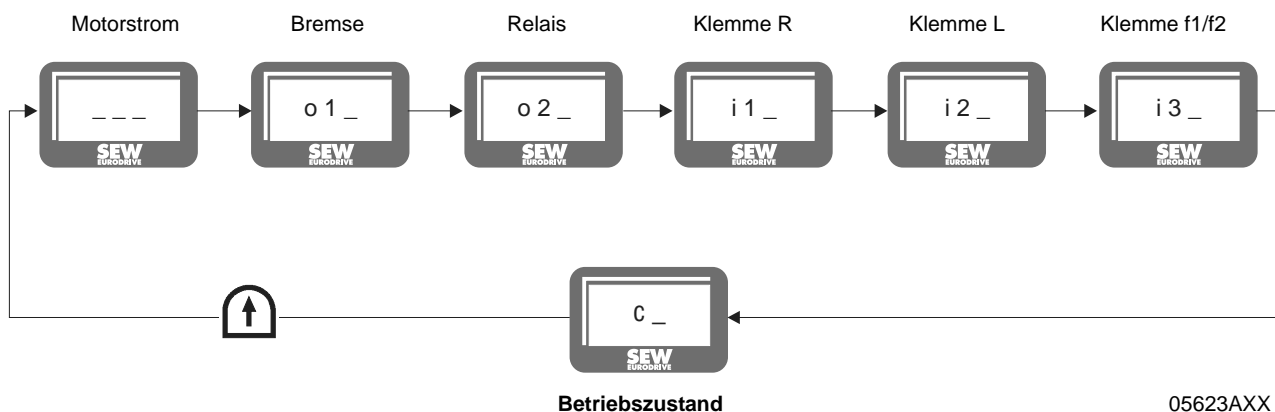 Motorstrom Bremse Relais Klemme R Klemme L Klemme f1/f2
_ _ _ o 1 _ o 2 _ i 1 _ i 2 _ i 3 _
SEW SEW SEW SEW SEW SEW
EURODRIVE EURODRIVE EURODRIVE EURODRIVE EURODRIVE EURODRIVE
C _
SEW
EURODRIVE
Betriebszustand 05623AXX